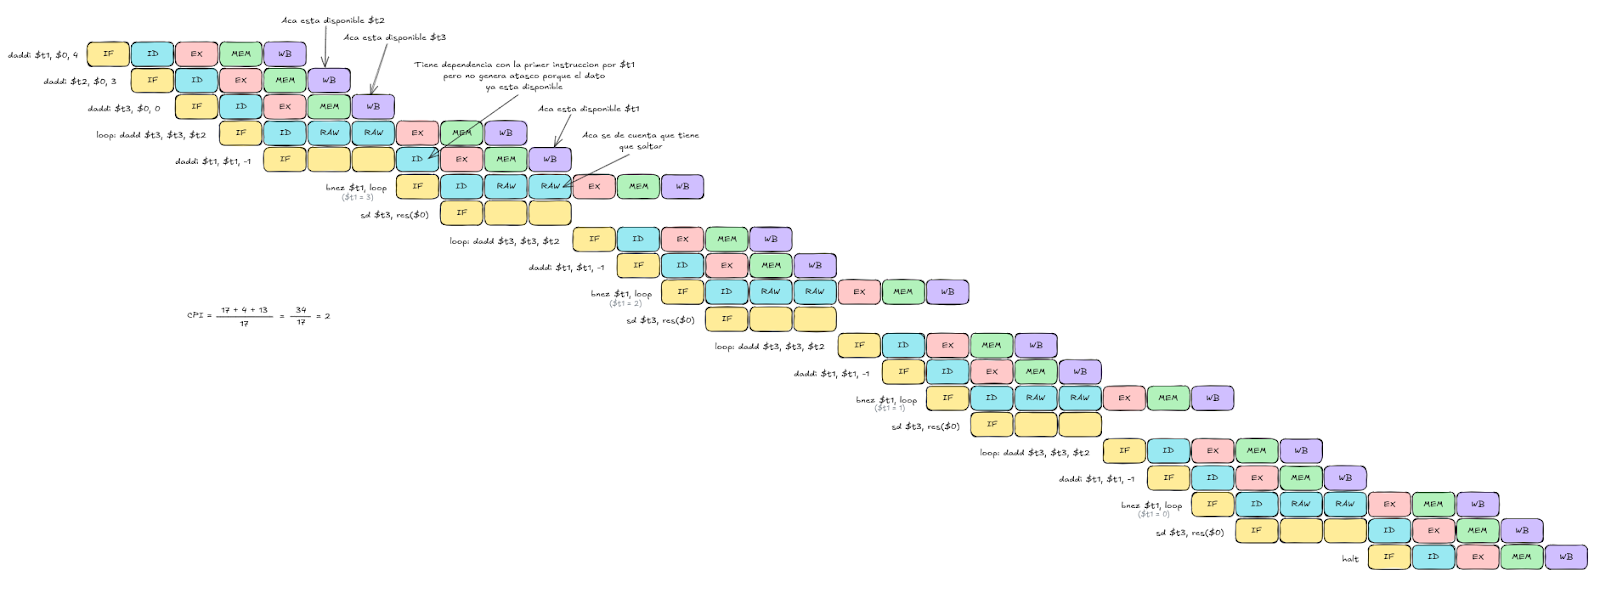 Aca esta disponible $t2
Aca esta disponible $t3
daddi $t1, $0, 4 IF ID EX MEM WB
Tiene dependencia con la primer instruccion por $t1
pero no genera atasco porque el dato
ya esta disponible
daddi $t2, $0, 3 IF ID EX MEM WB
daddi $t3, $0, 0 IF ID EX MEM WB
Aca esta disponible $t1
loop: dadd $t3, $t3, $t2 IF ID RAW RAW EX MEM WB
Aca se de cuenta que tiene
que saltar
daddi $t1, $t1, -1 IF ID EX MEM WB
bnez $t1, loop IF ID RAW RAW EX MEM WB
($t1 = 3)
sd $t3, res($0) IF
loop: dadd $t3, $t3, $t2 IF ID EX MEM WB
daddi $t1, $t1, -1 IF ID EX MEM WB
bnez $t1, loop IF ID RAW RAW EX MEM WB
($t1 = 2)
CPI = 17 + 4 + 13 / 17 = 34 / 17 = 2
sd $t3, res($0) IF
loop: dadd $t3, $t3, $t2 IF ID EX MEM WB
daddi $t1, $t1, -1 IF ID EX MEM WB
bnez $t1, loop IF ID RAW RAW EX MEM WB
($t1 = 1)
sd $t3, res($0) IF
loop: dadd $t3, $t3, $t2 IF ID EX MEM WB
daddi $t1, $t1, -1 IF ID EX MEM WB
bnez $t1, loop IF ID RAW RAW EX MEM WB
($t1 = 0)
sd $t3, res($0) IF ID EX MEM WB
halt IF ID EX MEM WB